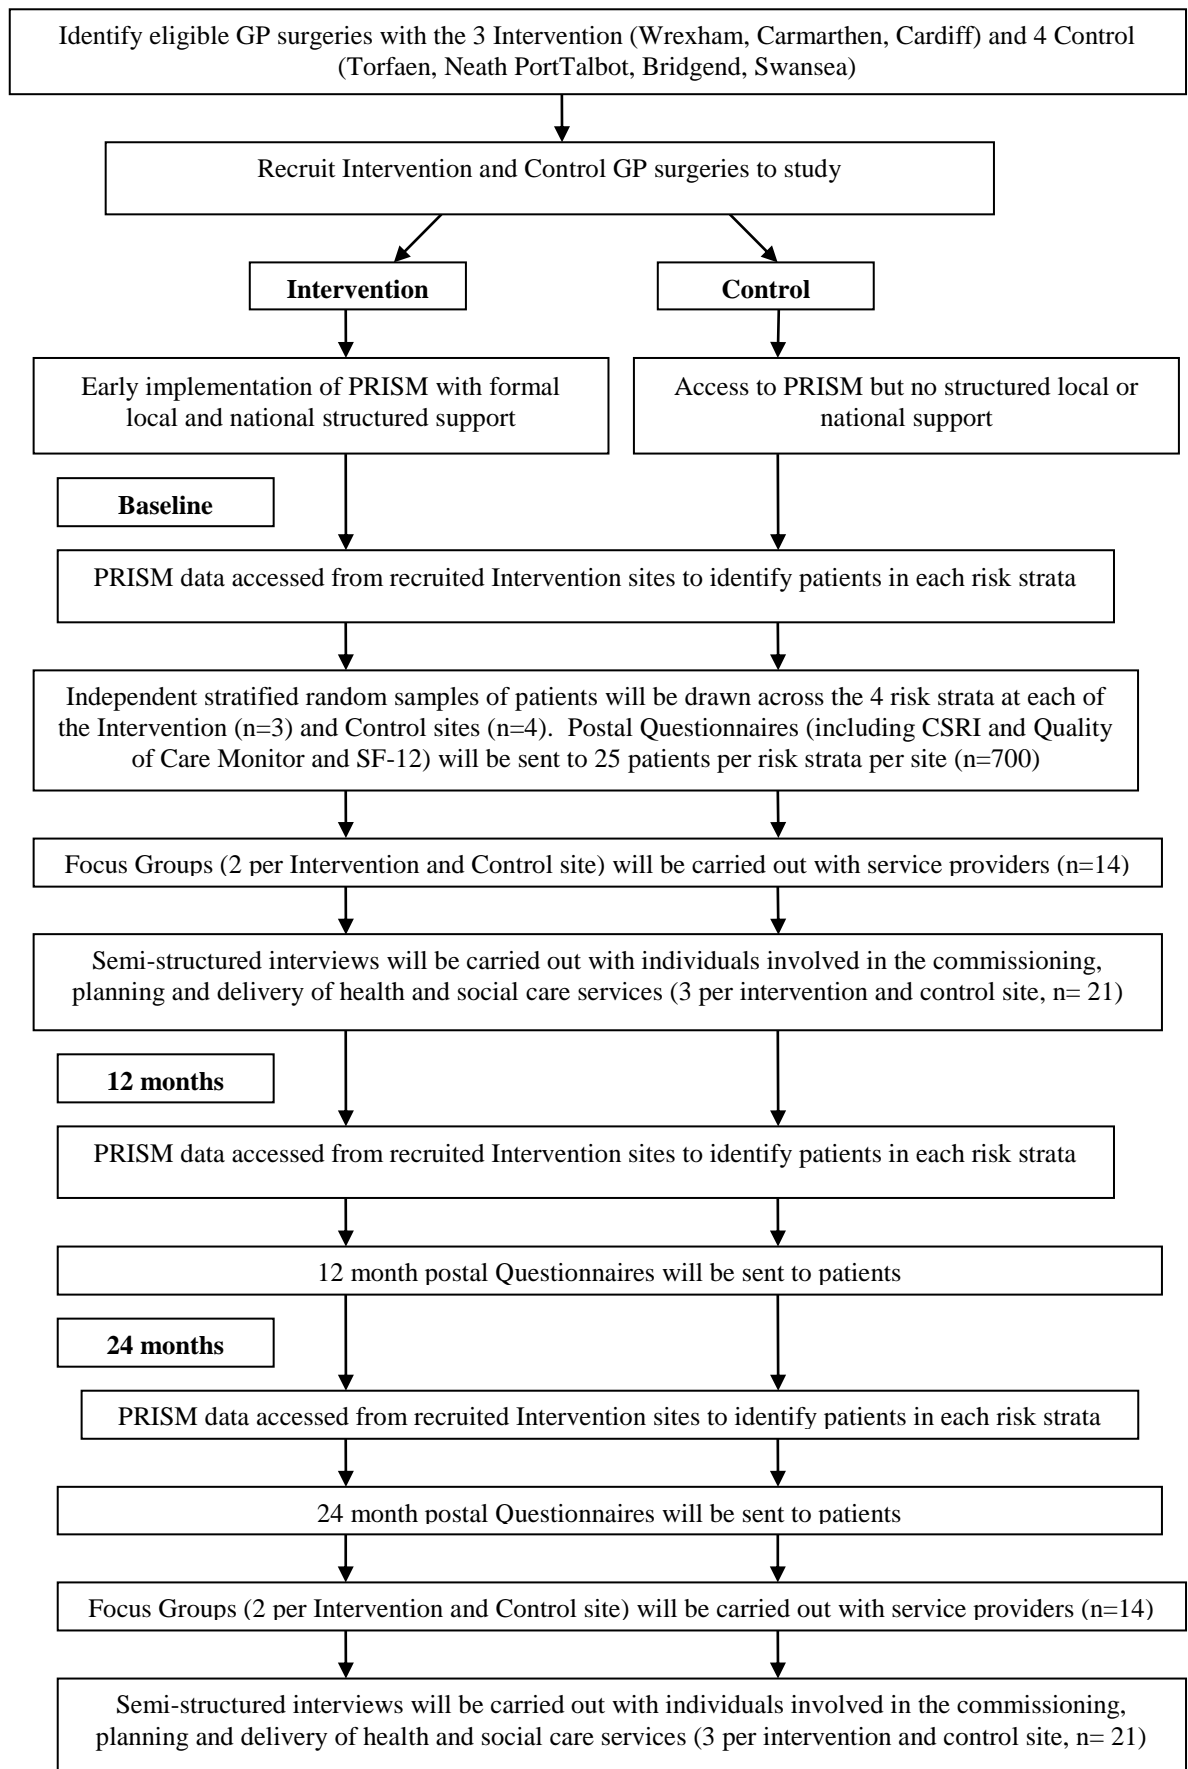 Identify eligible GP surgeries with the 3 Intervention (Wrexham, Carmarthen, Cardiff) and 4 Control
(Torfaen, Neath PortTalbot, Bridgend, Swansea)
Recruit Intervention and Control GP surgeries to study
Intervention
Control
Early implementation of PRISM with formal
local and national structured support
Access to PRISM but no structured local or
national support
Baseline
PRISM data accessed from recruited Intervention sites to identify patients in each risk strata
Independent stratified random samples of patients will be drawn across the 4 risk strata at each of
the Intervention (n=3) and Control sites (n=4).  Postal Questionnaires (including CSRI and Quality
of Care Monitor and SF-12) will be sent to 25 patients per risk strata per site (n=700)
Focus Groups (2 per Intervention and Control site) will be carried out with service providers (n=14)
Semi-structured interviews will be carried out with individuals involved in the commissioning,
planning and delivery of health and social care services (3 per intervention and control site, n= 21)
12 months
PRISM data accessed from recruited Intervention sites to identify patients in each risk strata
12 month postal Questionnaires will be sent to patients
24 months
PRISM data accessed from recruited Intervention sites to identify patients in each risk strata
24 month postal Questionnaires will be sent to patients
Focus Groups (2 per Intervention and Control site) will be carried out with service providers (n=14)
Semi-structured interviews will be carried out with individuals involved in the commissioning,
planning and delivery of health and social care services (3 per intervention and control site, n= 21)